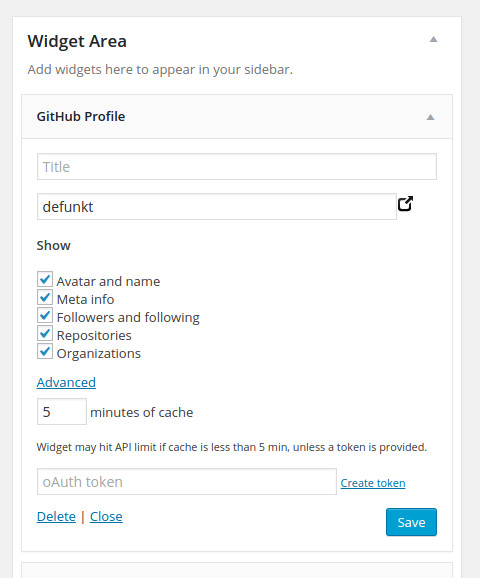 Widget Area
Add widgets here to appear in your sidebar.
GitHub Profile
Title
defunkt
Show
Avatar and name
Meta info
Followers and following
Repositories
Organizations
Advanced
5 minutes of cache
Widget may hit API limit if cache is less than 5 min, unless a token is provided.
oAuth token Create token
Delete | Close Save